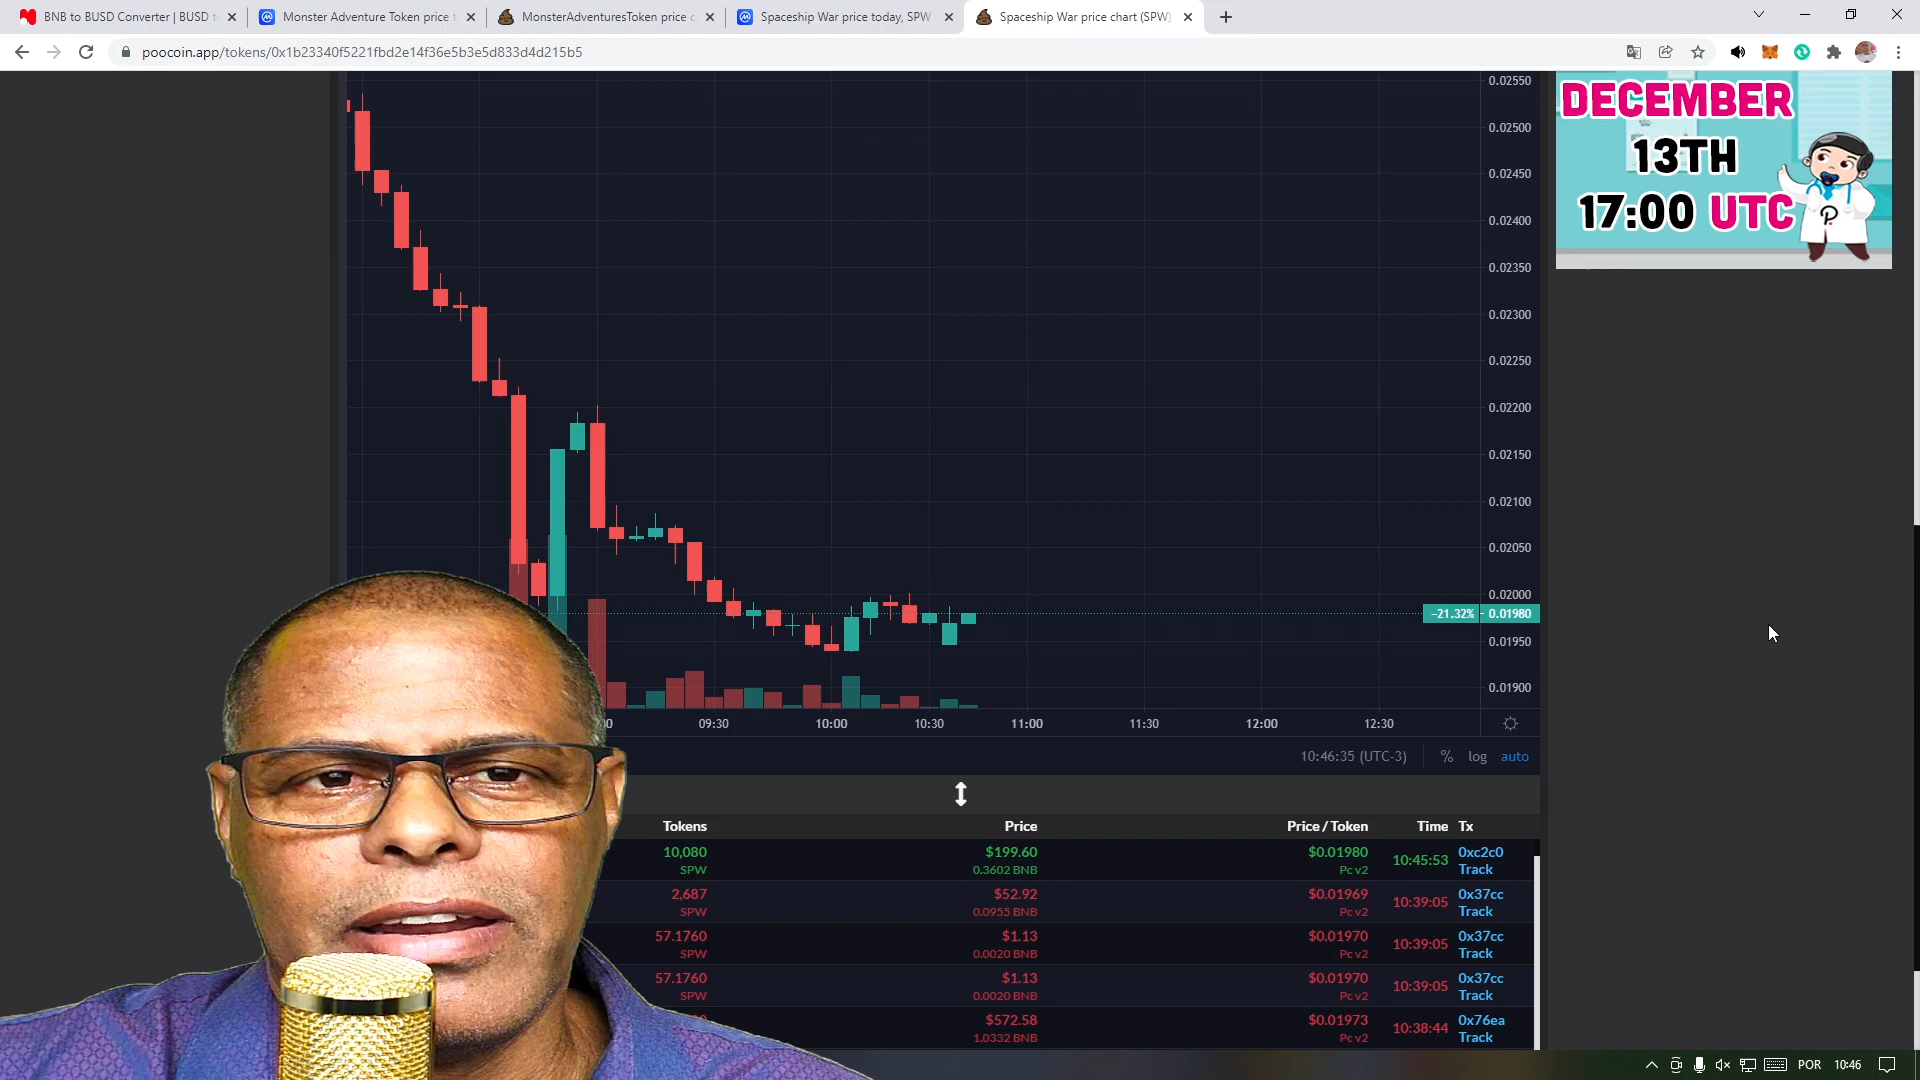 BNB to BUSD Converter | BUSD t
Monster Adventure Token price t
MonsterAdventuresToken price c
Spaceship War price today, SPW
Spaceship War price chart (SPW)
poocoin.app/tokens/0x1b23340f5221fbd2e14f36e5b3e5d833d4d215b5
DECEMBER
13TH
17:00 UTC
0.02550
0.02500
0.02450
0.02400
0.02350
0.02300
0.02250
0.02200
0.02150
0.02100
0.02050
0.02000
−21.32% 0.01980
0.01950
0.01900
09:30 10:00 10:30 11:00 11:30 12:00 12:30
10:46:35 (UTC-3) % log auto
Tokens Price Price / Token Time Tx
10,080 $199.60 $0.01980 10:45:53 0xc2c0
SPW 0.3602 BNB Pc v2 Track
2,687 $52.92 $0.01969 10:39:05 0x37cc
SPW 0.0955 BNB Pc v2 Track
57.1760 $1.13 $0.01970 10:39:05 0x37cc
SPW 0.0020 BNB Pc v2 Track
57.1760 $1.13 $0.01970 10:39:05 0x37cc
SPW 0.0020 BNB Pc v2 Track
$572.58 $0.01973 10:38:44 0x76ea
1.0332 BNB Pc v2 Track
POR 10:46